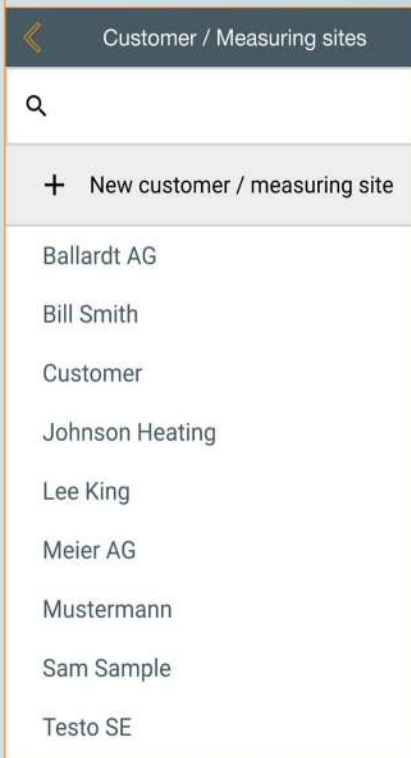 Customer / Measuring sites
+ New customer / measuring site
Ballardt AG
Bill Smith
Customer
Johnson Heating
Lee King
Meier AG
Mustermann
Sam Sample
Testo SE